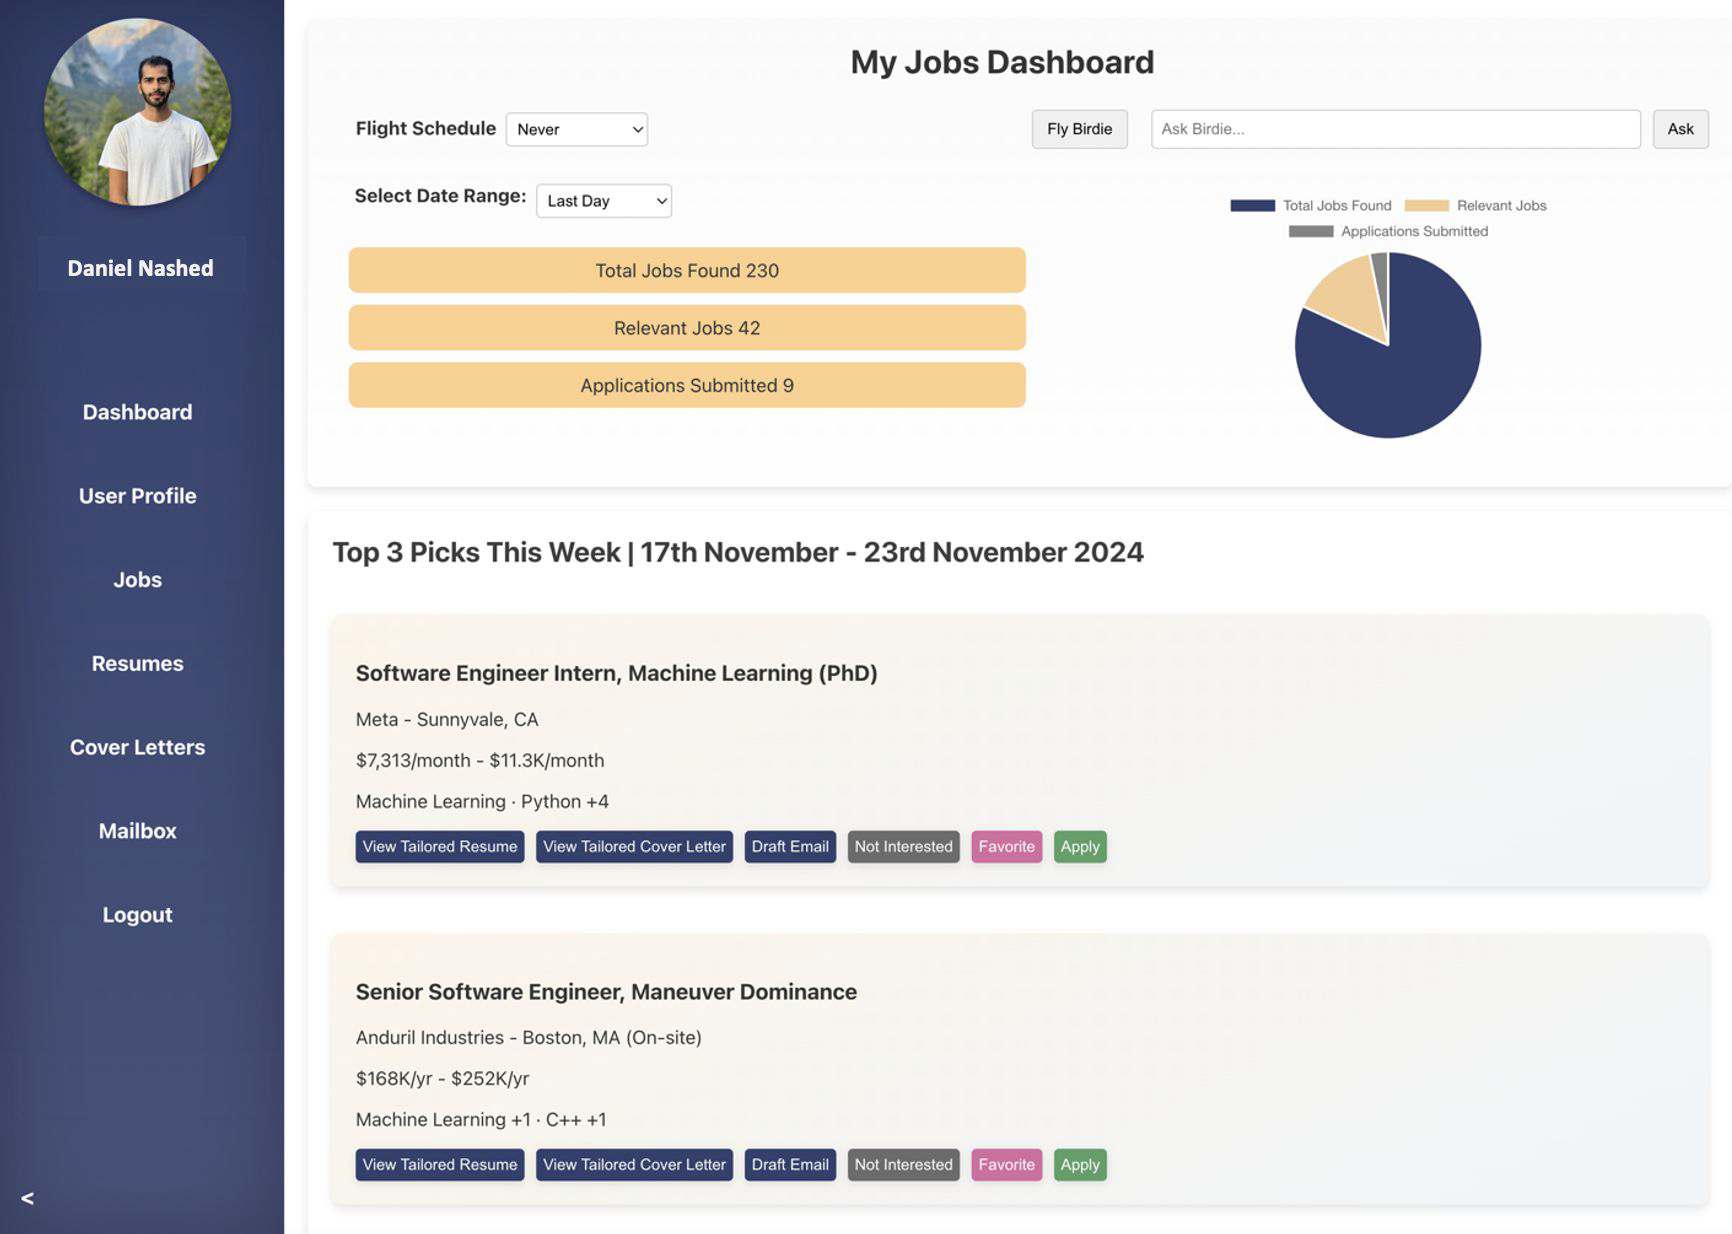 Daniel Nashed
Dashboard
User Profile
Jobs
Resumes
Cover Letters
Mailbox
Logout
<
My Jobs Dashboard
Flight Schedule Never
Fly Birdie Ask Birdie... Ask
Select Date Range: Last Day
Total Jobs Found 230
Relevant Jobs 42
Applications Submitted 9
Total Jobs Found Relevant Jobs
Applications Submitted
Top 3 Picks This Week | 17th November - 23rd November 2024
Software Engineer Intern, Machine Learning (PhD)
Meta - Sunnyvale, CA
$7,313/month - $11.3K/month
Machine Learning · Python +4
View Tailored Resume View Tailored Cover Letter Draft Email Not Interested Favorite Apply
Senior Software Engineer, Maneuver Dominance
Anduril Industries - Boston, MA (On-site)
$168K/yr - $252K/yr
Machine Learning +1 · C++ +1
View Tailored Resume View Tailored Cover Letter Draft Email Not Interested Favorite Apply